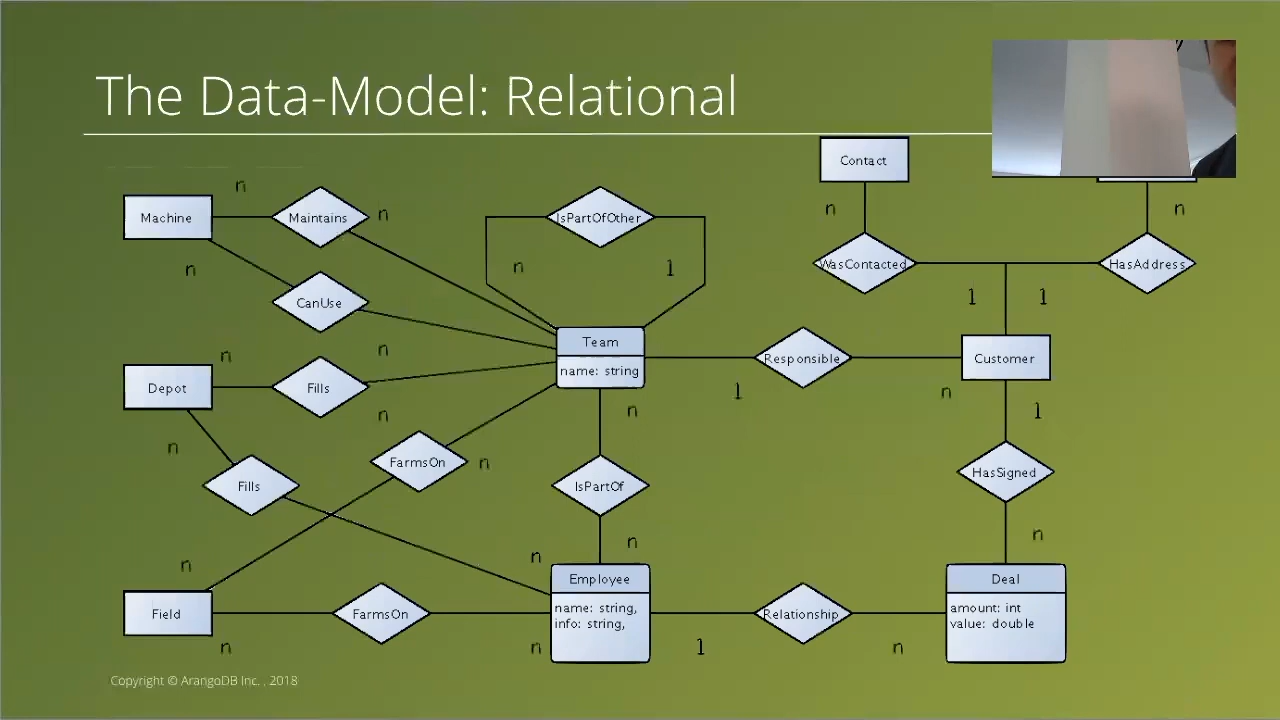 The Data-Model: Relational
Contact
n
Machine
Maintains
n
IsPartOfOther
n
n
WasContacted
HasAddress
n
n
1
n
CanUse
1
1
Team
name: string
n
n
Depot
Fills
Responsible
Customer
1
n
n
n
1
n
FarmsOn
n
Fills
IsPartOf
HasSigned
n
n
n
n
Employee
name: string,
info: string,
Deal
amount: int
value: double
Field
FarmsOn
Relationship
n
n
1
n
Copyright © ArangoDB Inc. , 2018